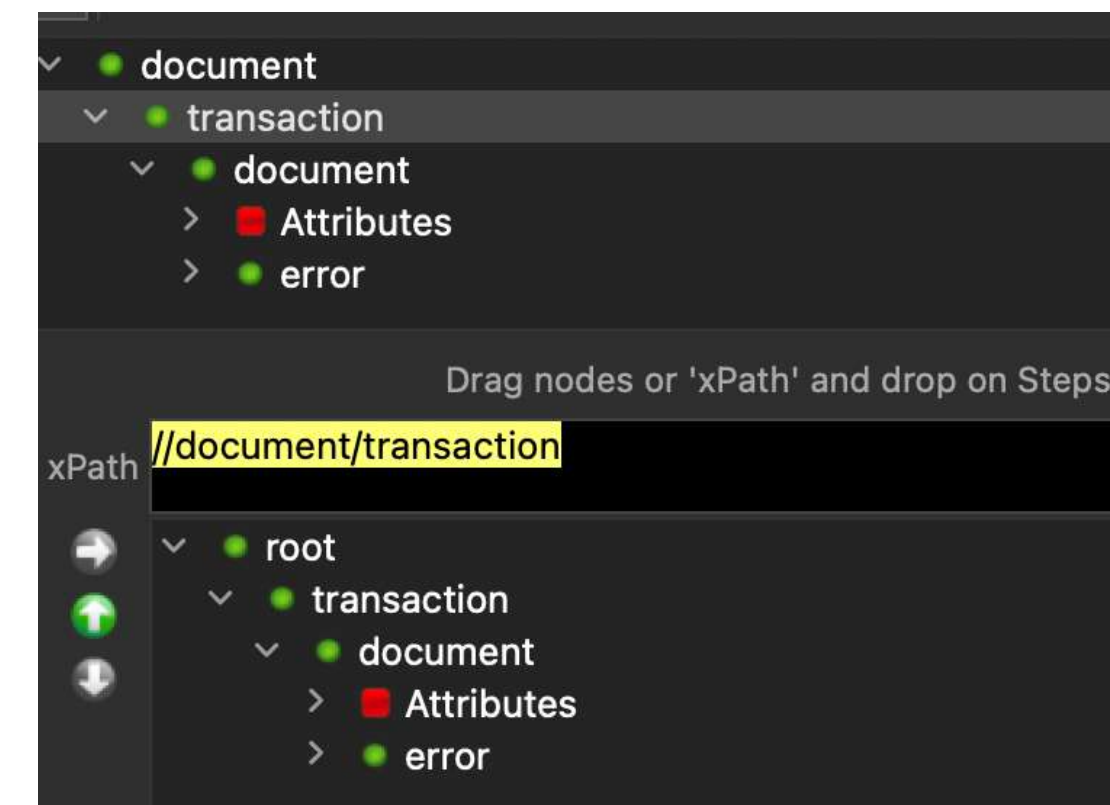 document
transaction
document
Attributes
error
Drag nodes or 'xPath' and drop on Steps
xPath
//document/transaction
root
transaction
document
Attributes
error